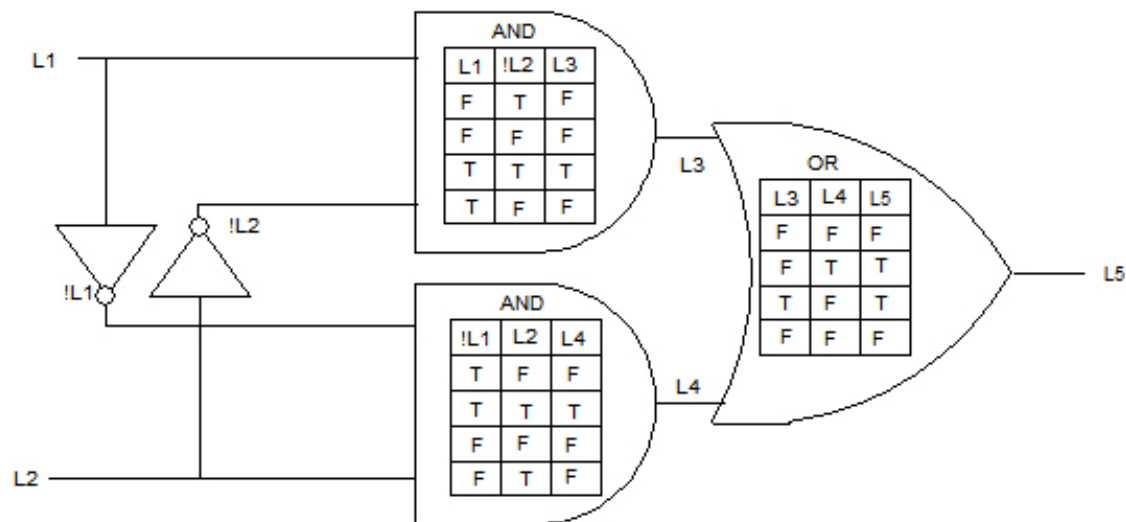 AND
L1 !L2 L3
F T F
F F F
T T T
T F F
L1
!L2
!L1
L3
OR
L3 L4 L5
F F F
F T T
T F T
F F F
L5
AND
!L1 L2 L4
T F F
T T T
F F F
F T F
L4
L2